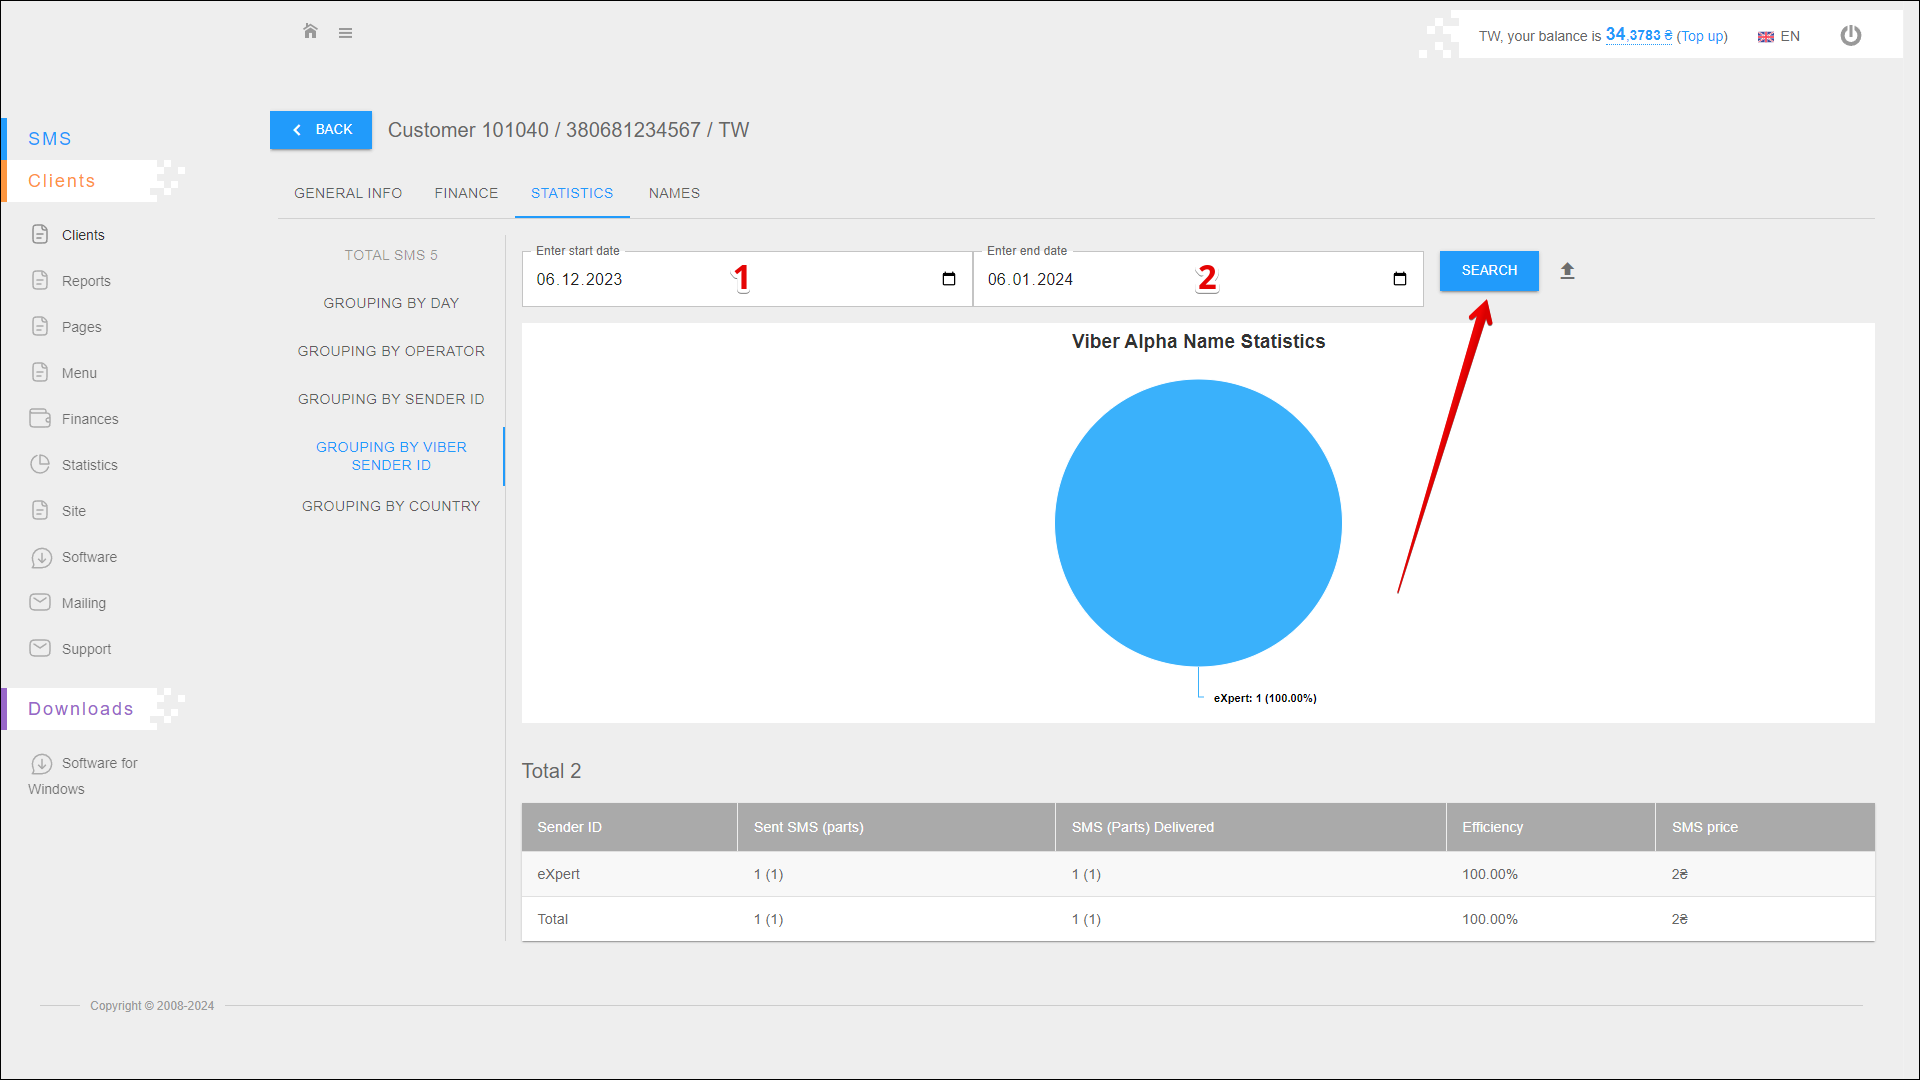 TW, your balance is 34,3783 ₴ (Top up)
EN
SMS
Clients
Clients
Reports
Pages
Menu
Finances
Statistics
Site
Software
Mailing
Support
Downloads
Software for
Windows
BACK
Customer 101040 / 380681234567 / TW
GENERAL INFO
FINANCE
STATISTICS
NAMES
TOTAL SMS 5
GROUPING BY DAY
GROUPING BY OPERATOR
GROUPING BY SENDER ID
GROUPING BY VIBER
SENDER ID
GROUPING BY COUNTRY
Enter start date
06.12.2023
1
Enter end date
06.01.2024
2
SEARCH
Viber Alpha Name Statistics
eXpert: 1 (100.00%)
Total 2
Sender ID Sent SMS (parts) SMS (Parts) Delivered Efficiency SMS price
eXpert 1 (1) 1 (1) 100.00% 2₴
Total 1 (1) 1 (1) 100.00% 2₴
Copyright © 2008-2024